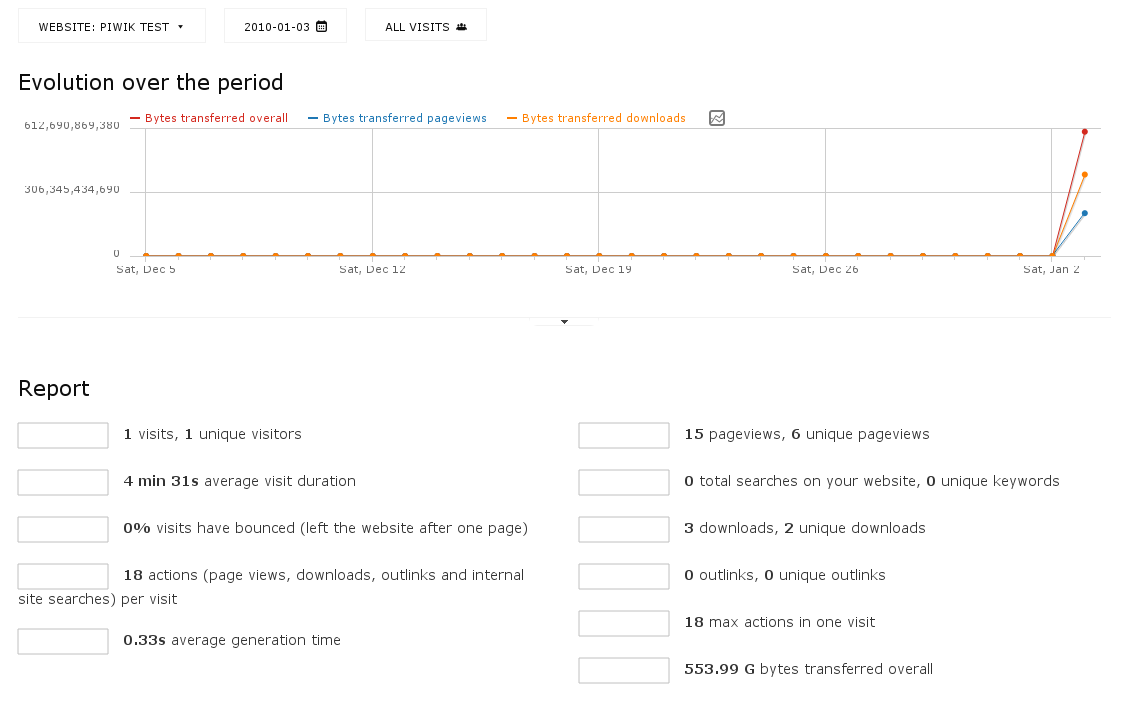 WEBSITE: PIWIK TEST
2010-01-03
ALL VISITS
Evolution over the period
Bytes transferred overall
Bytes transferred pageviews
Bytes transferred downloads
612,690,869,380
306,345,434,690
0
Sat, Dec 5
Sat, Dec 12
Sat, Dec 19
Sat, Dec 26
Sat, Jan 2
Report
1 visits, 1 unique visitors
4 min 31s average visit duration
0% visits have bounced (left the website after one page)
18 actions (page views, downloads, outlinks and internal
site searches) per visit
0.33s average generation time
15 pageviews, 6 unique pageviews
0 total searches on your website, 0 unique keywords
3 downloads, 2 unique downloads
0 outlinks, 0 unique outlinks
18 max actions in one visit
553.99 G bytes transferred overall